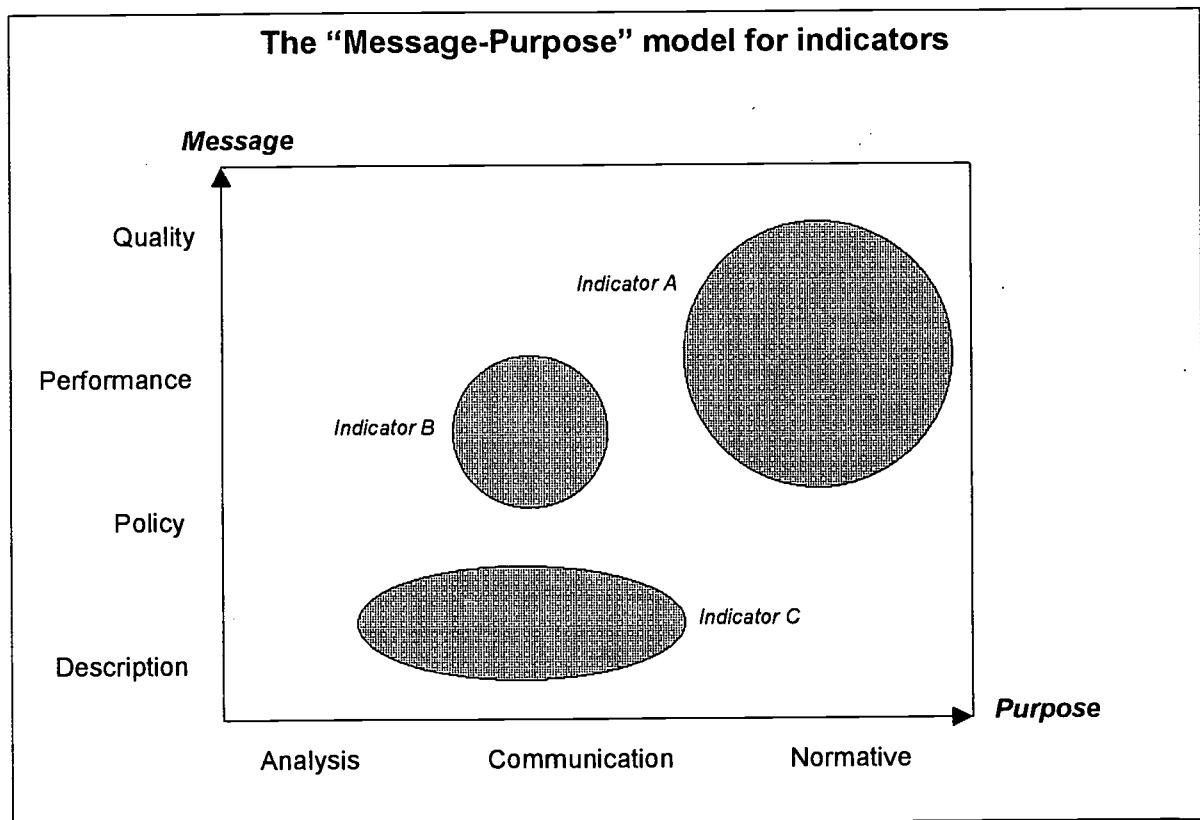 The “Message-Purpose” model for indicators
Message
Quality
Indicator A
Performance
Indicator B
Policy
Indicator C
Description
Purpose
Analysis Communication Normative